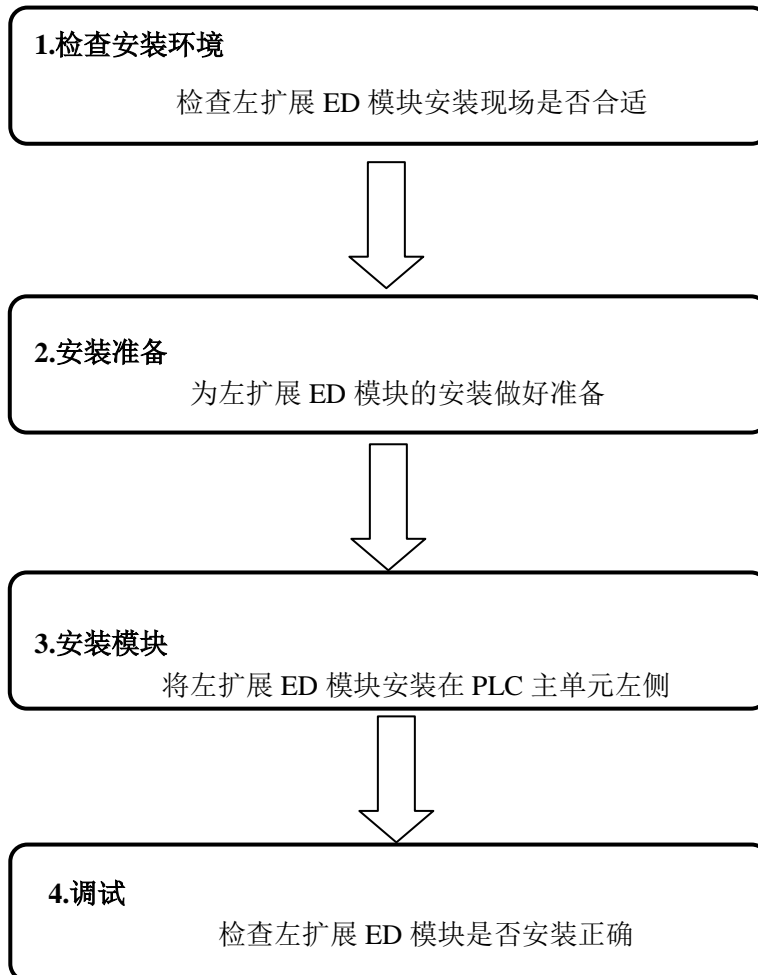 1.检查安装环境
检查左扩展 ED 模块安装现场是否合适
2.安装准备
为左扩展 ED 模块的安装做好准备
3.安装模块
将左扩展 ED 模块安装在 PLC 主单元左侧
4.调试
检查左扩展 ED 模块是否安装正确